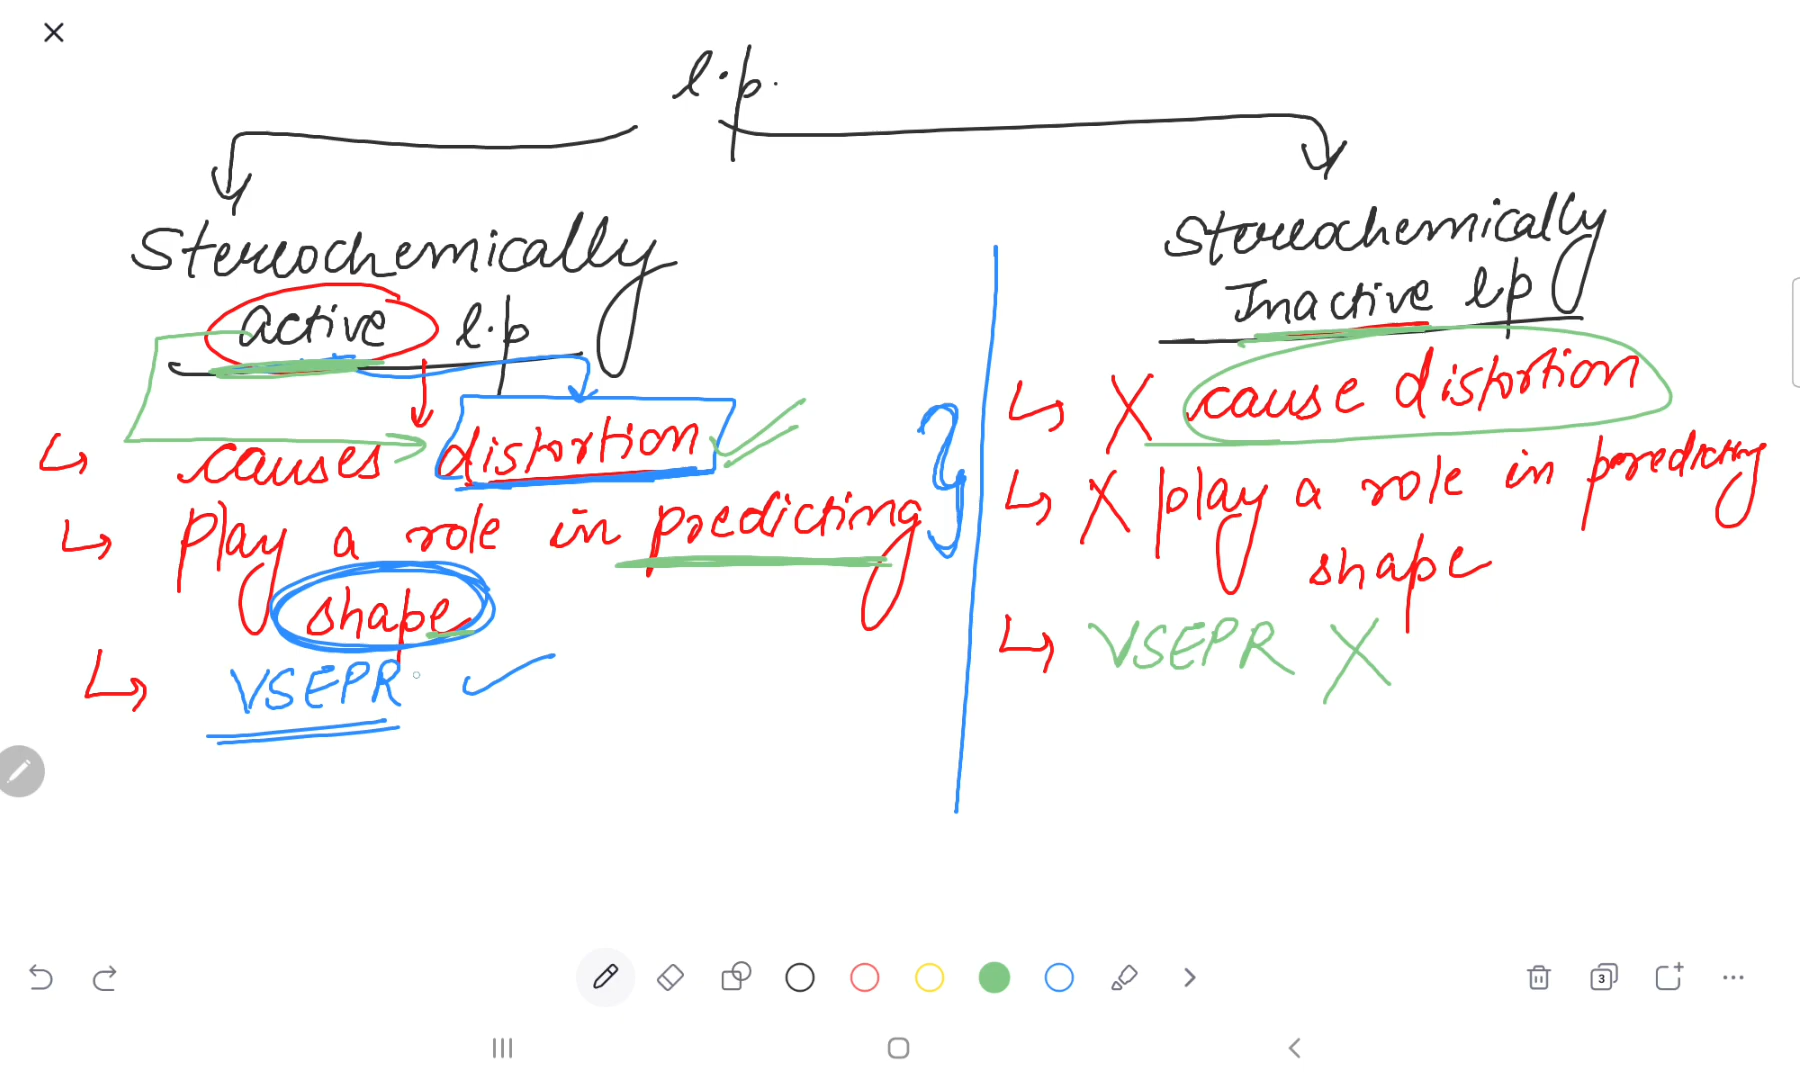 l.p.
Stereochemically
active l.p
↳ causes distortion
↳ play a role in predicting
shape
↳ VSEPR ✓
Stereochemically
Inactive l.p
↳ X cause distortion
↳ X play a role in predicting
shape
↳ VSEPR X
3